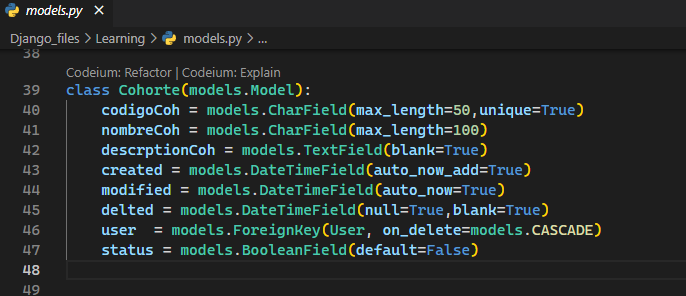 models.py ×
Django_files > Learning > models.py > ...
38
Codeium: Refactor | Codeium: Explain
39 class Cohorte(models.Model):
40     codigoCoh = models.CharField(max_length=50,unique=True)
41     nombreCoh = models.CharField(max_length=100)
42     descrptionCoh = models.TextField(blank=True)
43     created = models.DateTimeField(auto_now_add=True)
44     modified = models.DateTimeField(auto_now=True)
45     delted = models.DateTimeField(null=True,blank=True)
46     user  = models.ForeignKey(User, on_delete=models.CASCADE)
47     status = models.BooleanField(default=False)
48